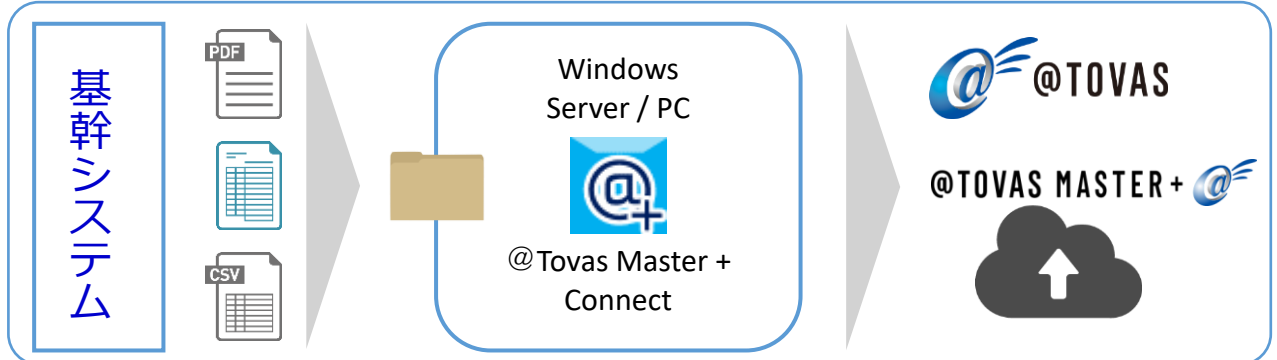 基幹システム
PDF
CSV
Windows
Server / PC
@
+
@Tovas Master +
Connect
@TOVAS
@TOVAS MASTER+ @